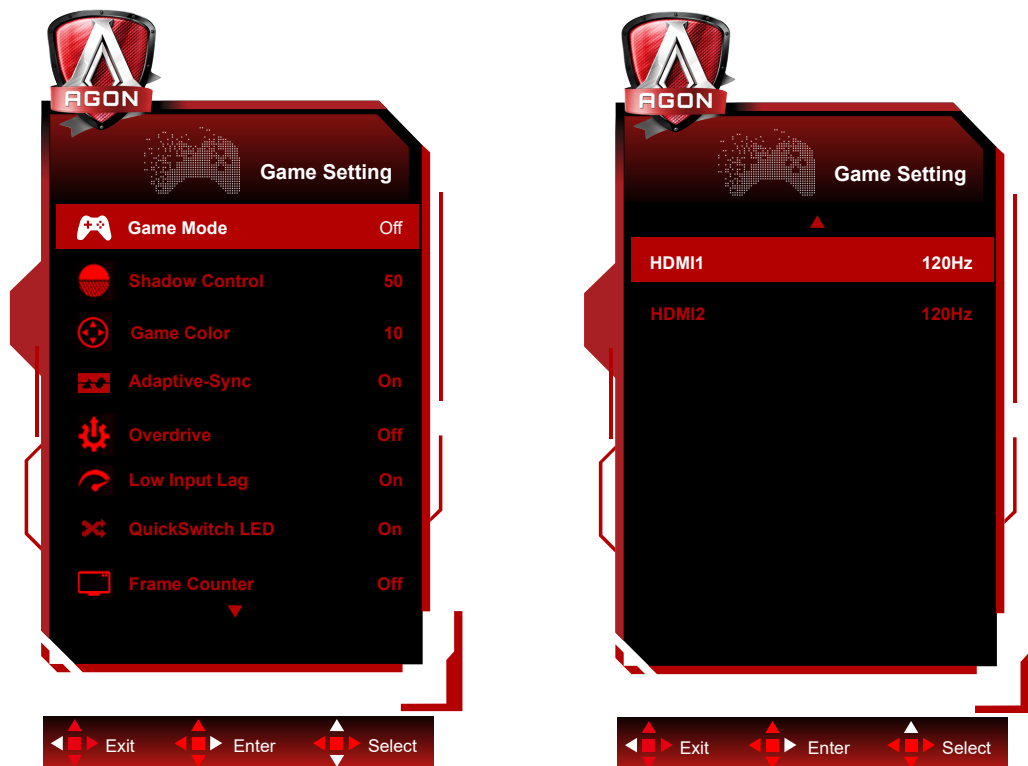 AGON
Game Setting
Game Mode Off
Shadow Control 50
Game Color 10
Adaptive-Sync On
Overdrive Off
Low Input Lag On
QuickSwitch LED On
Frame Counter Off
Exit Enter Select
AGON
Game Setting
HDMI1 120Hz
HDMI2 120Hz
Exit Enter Select